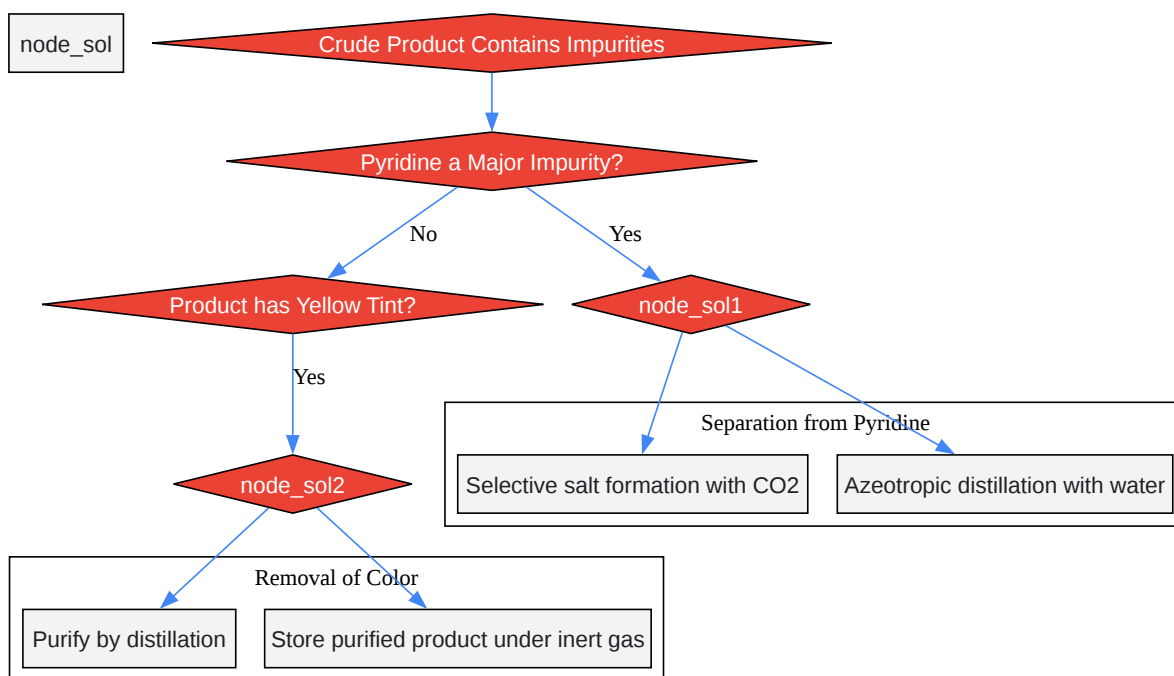 node_sol
Crude Product Contains Impurities
Pyridine a Major Impurity?
No
Yes
Product has Yellow Tint?
node_sol1
Yes
Separation from Pyridine
Selective salt formation with CO2
Azeotropic distillation with water
node_sol2
Removal of Color
Purify by distillation
Store purified product under inert gas